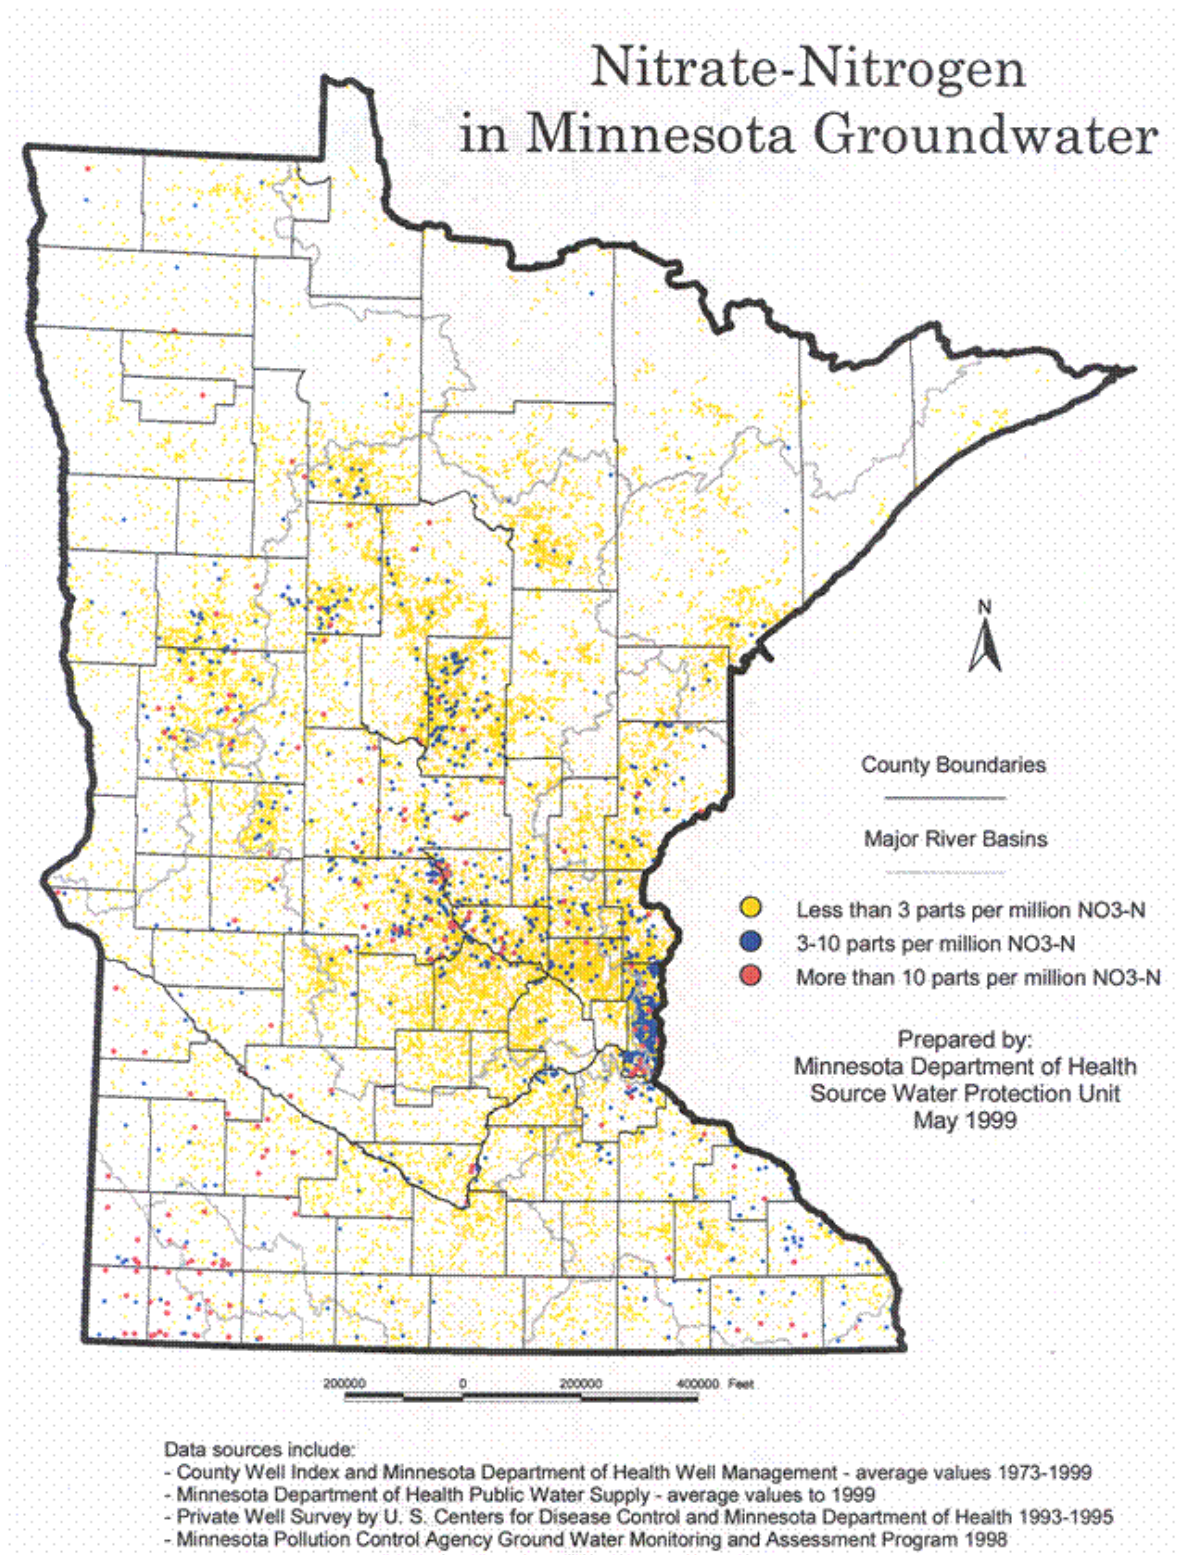 Nitrate-Nitrogen
in Minnesota Groundwater
N
County Boundaries
Major River Basins
Less than 3 parts per million NO3-N
3-10 parts per million NO3-N
More than 10 parts per million NO3-N
Prepared by:
Minnesota Department of Health
Source Water Protection Unit
May 1999
200000 0 200000 400000 Feet
Data sources include:
- County Well Index and Minnesota Department of Health Well Management - average values 1973-1999
- Minnesota Department of Health Public Water Supply - average values to 1999
- Private Well Survey by U. S. Centers for Disease Control and Minnesota Department of Health 1993-1995
- Minnesota Pollution Control Agency Ground Water Monitoring and Assessment Program 1998